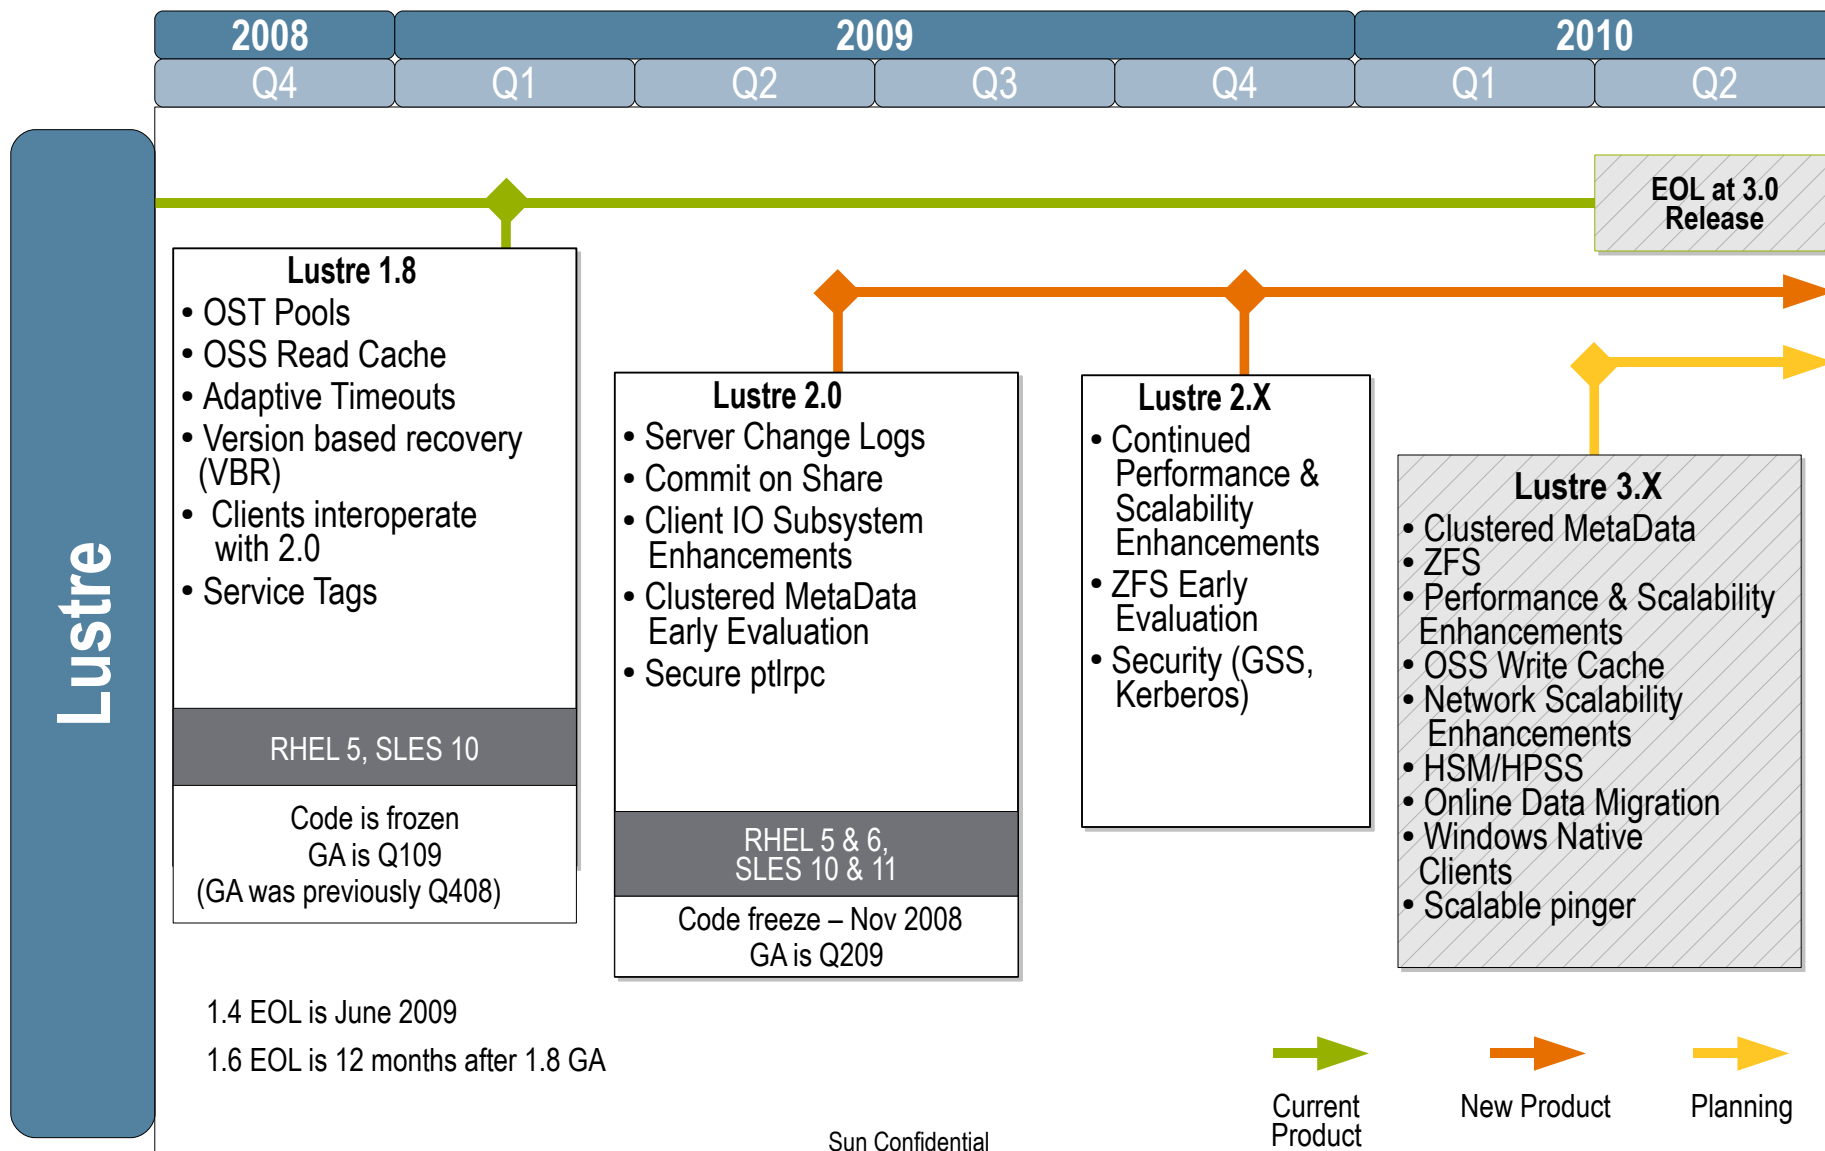 2008
2009
2010
Q4
Q1
Q2
Q3
Q4
Q1
Q2
Lustre
EOL at 3.0
Release
Lustre 1.8
• OST Pools
• OSS Read Cache
• Adaptive Timeouts
• Version based recovery
(VBR)
• Clients interoperate
with 2.0
• Service Tags
RHEL 5, SLES 10
Code is frozen
GA is Q109
(GA was previously Q408)
Lustre 2.0
• Server Change Logs
• Commit on Share
• Client IO Subsystem
Enhancements
• Clustered MetaData
Early Evaluation
• Secure ptlrpc
RHEL 5 & 6,
SLES 10 & 11
Code freeze – Nov 2008
GA is Q209
Lustre 2.X
• Continued
Performance &
Scalability
Enhancements
• ZFS Early
Evaluation
• Security (GSS,
Kerberos)
Lustre 3.X
• Clustered MetaData
• ZFS
• Performance & Scalability
Enhancements
• OSS Write Cache
• Network Scalability
Enhancements
• HSM/HPSS
• Online Data Migration
• Windows Native
Clients
• Scalable pinger
1.4 EOL is June 2009
1.6 EOL is 12 months after 1.8 GA
Current
Product
New Product
Planning
Sun Confidential